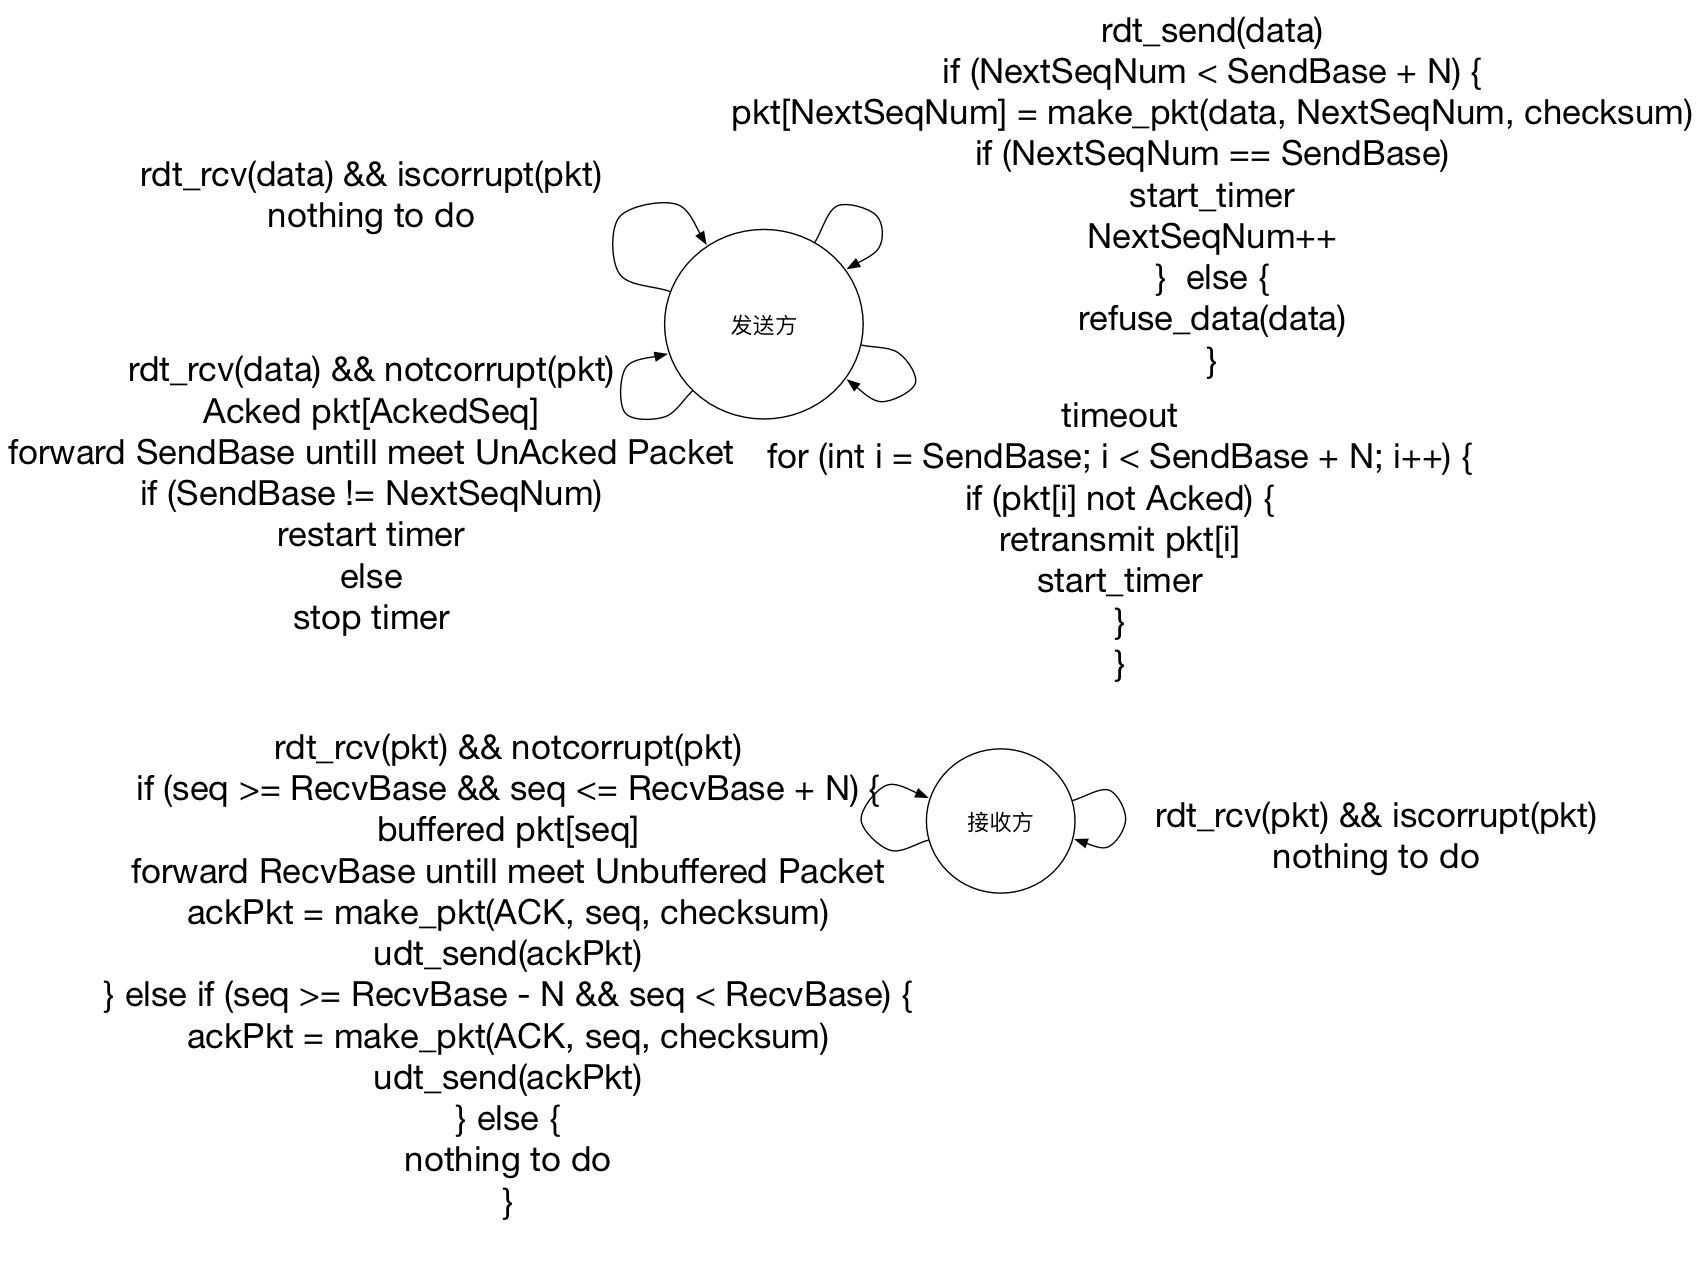 rdt_send(data)
if (NextSeqNum < SendBase + N) {
pkt[NextSeqNum] = make_pkt(data, NextSeqNum, checksum)
if (NextSeqNum == SendBase)
start_timer
NextSeqNum++
} else {
refuse_data(data)
}
rdt_rcv(data) && iscorrupt(pkt)
nothing to do
发送方
rdt_rcv(data) && notcorrupt(pkt)
Acked pkt[AckedSeq]
forward SendBase untill meet UnAcked Packet
if (SendBase != NextSeqNum)
restart timer
else
stop timer
timeout
for (int i = SendBase; i < SendBase + N; i++) {
if (pkt[i] not Acked) {
retransmit pkt[i]
start_timer
}
}
rdt_rcv(pkt) && notcorrupt(pkt)
if (seq >= RecvBase && seq <= RecvBase + N) {
buffered pkt[seq]
forward RecvBase untill meet Unbuffered Packet
ackPkt = make_pkt(ACK, seq, checksum)
udt_send(ackPkt)
} else if (seq >= RecvBase - N && seq < RecvBase) {
ackPkt = make_pkt(ACK, seq, checksum)
udt_send(ackPkt)
} else {
nothing to do
}
接收方
rdt_rcv(pkt) && iscorrupt(pkt)
nothing to do